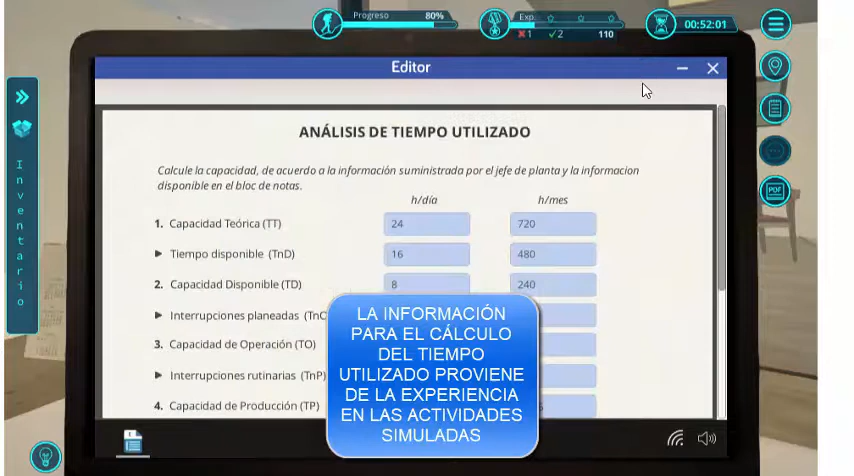 Progreso 80%
Exp.
1 2 110
00:52:01
Editor
Inventario
ANÁLISIS DE TIEMPO UTILIZADO
Calcule la capacidad, de acuerdo a la información suministrada por el jefe de planta y la informacion
disponible en el bloc de notas.
h/día h/mes
1. Capacidad Teórica (TT) 24 720
Tiempo disponible (TnD) 16 480
2. Capacidad Disponible (TD) 8 240
Interrupciones planeadas
3. Capacidad de Operación (TO)
Interrupciones rutinarias (TnP)
4. Capacidad de Producción (TP)
LA INFORMACIÓN
PARA EL CÁLCULO
DEL TIEMPO
UTILIZADO PROVIENE
DE LA EXPERIENCIA
EN LAS ACTIVIDADES
SIMULADAS
PDF